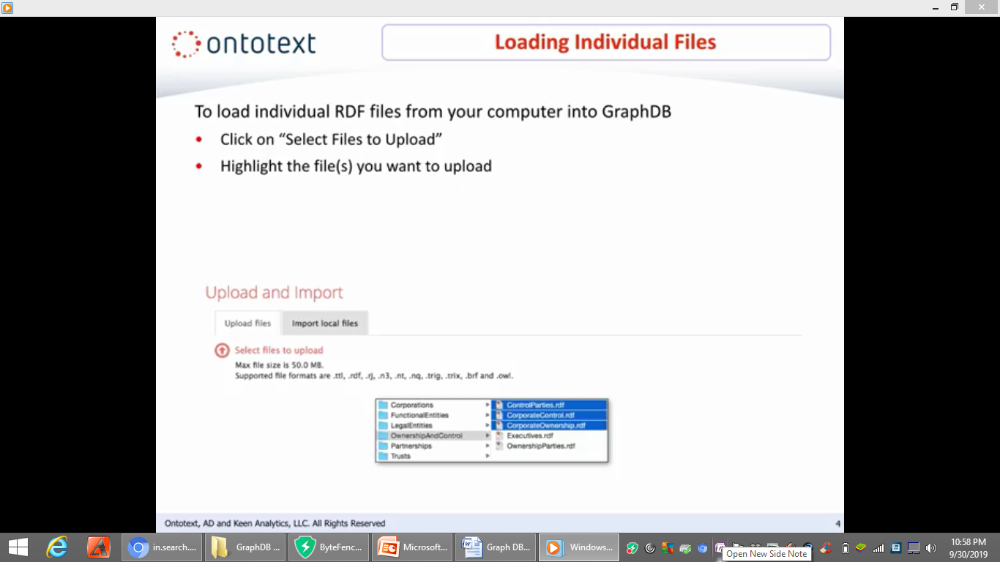 ontotext
Loading Individual Files
To load individual RDF files from your computer into GraphDB
• Click on “Select Files to Upload”
• Highlight the file(s) you want to upload
Upload and Import
Upload files Import local files
Select files to upload
Max file size is 50.0 MB.
Supported file formats are .ttl, .rdf, .rj, .n3, .nt, .nq, .trig, .trix, .brf and .owl.
Corporations ControlParties.rdf
FunctionalEntities CorporateControl.rdf
LegalEntities CorporateOwnership.rdf
OwnershipAndControl Executives.rdf
Partnerships OwnershipParties.rdf
Trusts
Ontotext, AD and Keen Analytics, LLC. All Rights Reserved 4
in.search.... GraphDB ... ByteFenc... Microsoft... Graph DB... Windows... 10:58 PM
Open New Side Note 9/30/2019